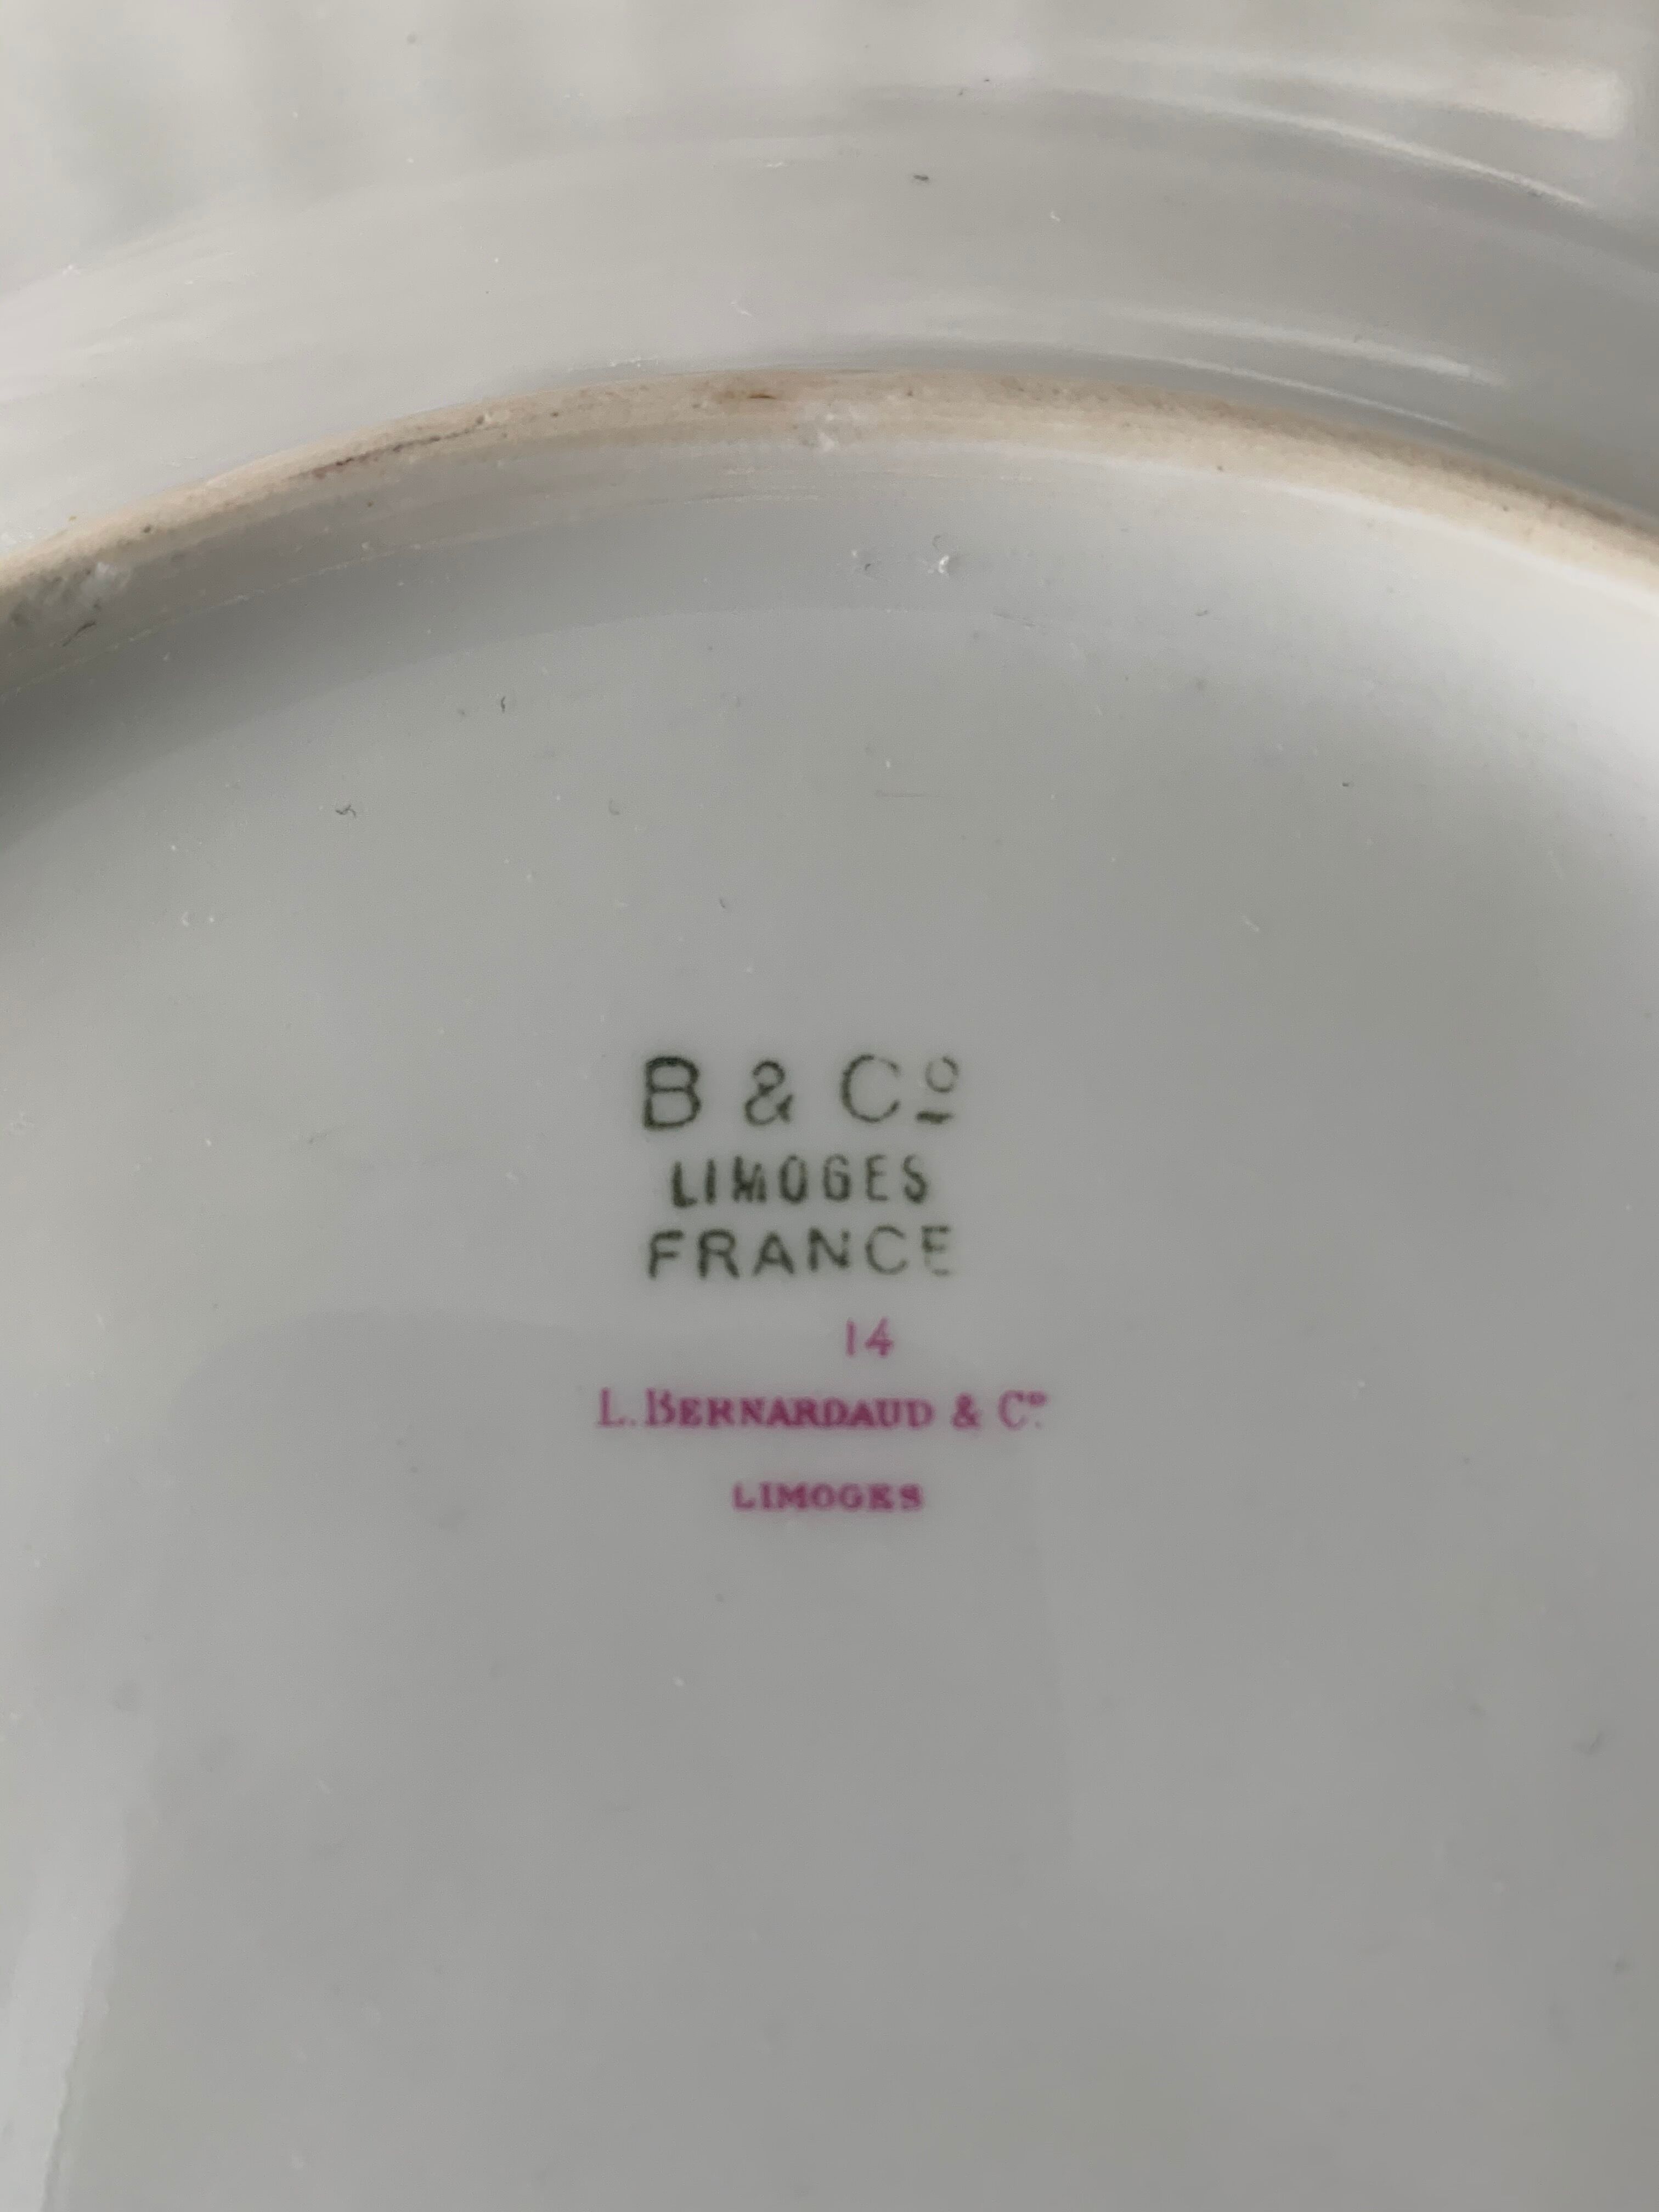 B & Cº
LIMOGES
FRANCE
14
L. BERNARDAUD & Cº
LIMOGES